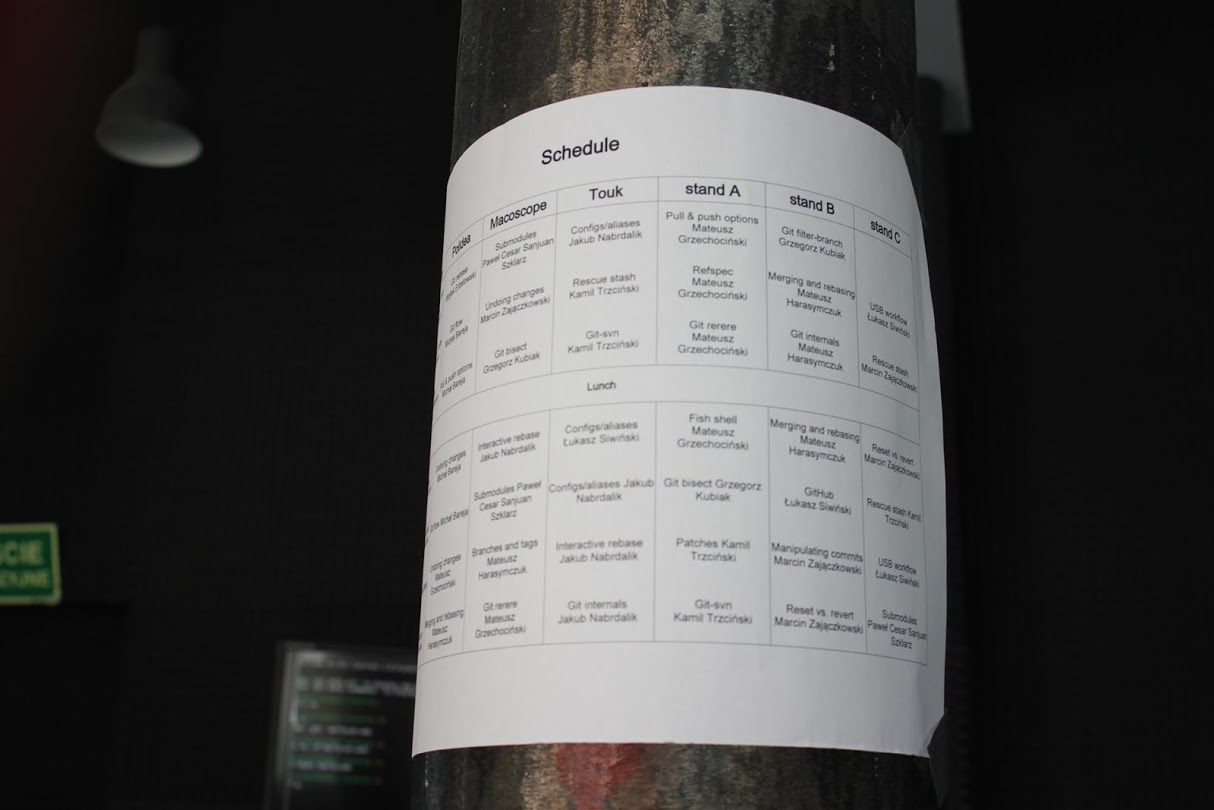 Schedule
Polidea
Macoscope
Touk
stand A
stand B
stand C
Git rebase
Submodules
Paweł Cesar Sanjuan
Szklarz
Configs/aliases
Jakub Nabrdalik
Pull & push options
Mateusz
Grzechociński
Git filter-branch
Grzegorz Kubiak
Git flow
Michał Bareja
Undoing changes
Marcin Zajączkowski
Rescue stash
Kamil Trzciński
Refspec
Mateusz
Grzechociński
Merging and rebasing
Mateusz
Harasymczuk
USB workflow
Łukasz Siwiński
Pull & push options
Michał Bareja
Git bisect
Grzegorz Kubiak
Git-svn
Kamil Trzciński
Git rerere
Mateusz
Grzechociński
Git internals
Mateusz
Harasymczuk
Rescue stash
Marcin Zajączkowski
Lunch
Undoing changes
Michał Bareja
Interactive rebase
Jakub Nabrdalik
Configs/aliases
Łukasz Siwiński
Fish shell
Mateusz
Grzechociński
Merging and rebasing
Mateusz
Harasymczuk
Reset vs. revert
Marcin Zajączkowski
Michał Bareja
Submodules Paweł
Cesar Sanjuan
Szklarz
Configs/aliases Jakub
Nabrdalik
Git bisect Grzegorz
Kubiak
GitHub
Łukasz Siwiński
Rescue stash Kamil
Trzciński
Undoing changes
Mateusz
Grzechociński
Branches and tags
Mateusz
Harasymczuk
Interactive rebase
Jakub Nabrdalik
Patches Kamil
Trzciński
Manipulating commits
Marcin Zajączkowski
USB workflow
Łukasz Siwiński
Merging and rebasing
Mateusz
Harasymczuk
Git rerere
Mateusz
Grzechociński
Git internals
Jakub Nabrdalik
Git-svn
Kamil Trzciński
Reset vs. revert
Marcin Zajączkowski
Submodules
Paweł Cesar Sanjuan
Szklarz